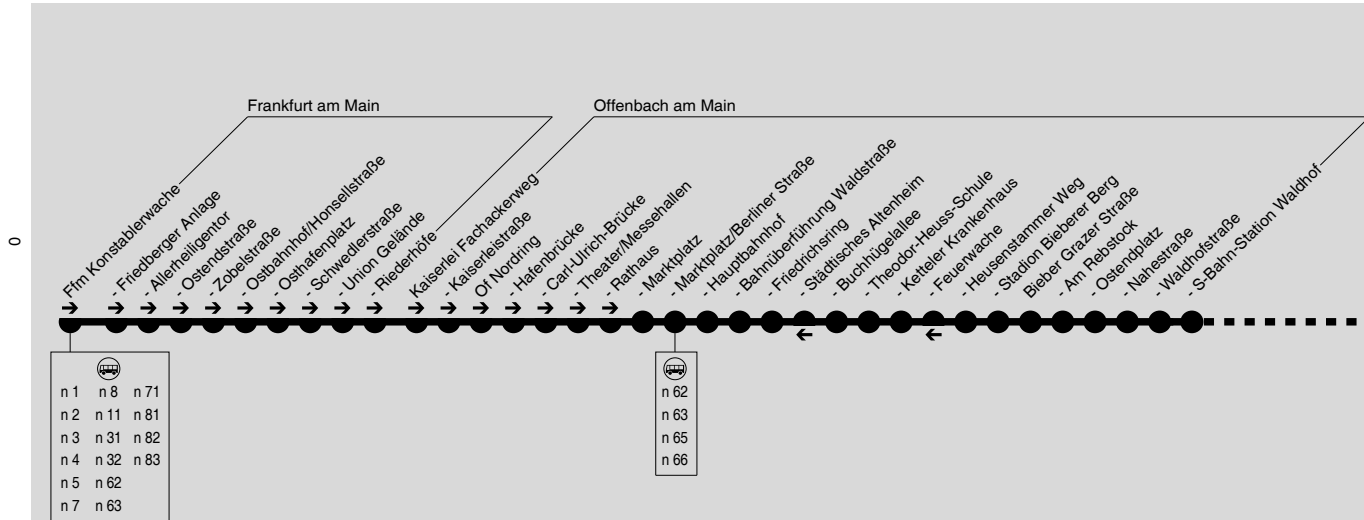 Frankfurt am Main
Offenbach am Main
Ffm Konstablerwache
- Friedberger Anlage
- Allerheiligentor
- Ostendstraße
- Zobelstraße
- Ostbahnhof/Honsellstraße
- Osthafenplatz
- Schwedlerstraße
- Union Gelände
- Riederhöfe
Kaiserlei Fachackerweg
- Kaiserleistraße
Of Nordring
- Hafenbrücke
- Carl-Ulrich-Brücke
- Theater/Messehallen
- Rathaus
- Marktplatz
- Marktplatz/Berliner Straße
- Hauptbahnhof
- Bahnüberführung Waldstraße
- Friedrichsring
- Städtisches Altenheim
- Buchhügelallee
- Theodor-Heuss-Schule
- Ketteler Krankenhaus
- Feuerwache
- Heusenstammer Weg
- Stadion Bieberer Berg
Bieber Grazer Straße
- Am Rebstock
- Ostendplatz
- Nahestraße
- Waldhofstraße
- S-Bahn-Station Waldhof
0
n 1 n 8 n 71
n 2 n 11 n 81
n 3 n 31 n 82
n 4 n 32 n 83
n 5 n 62
n 7 n 63
n 62
n 63
n 65
n 66